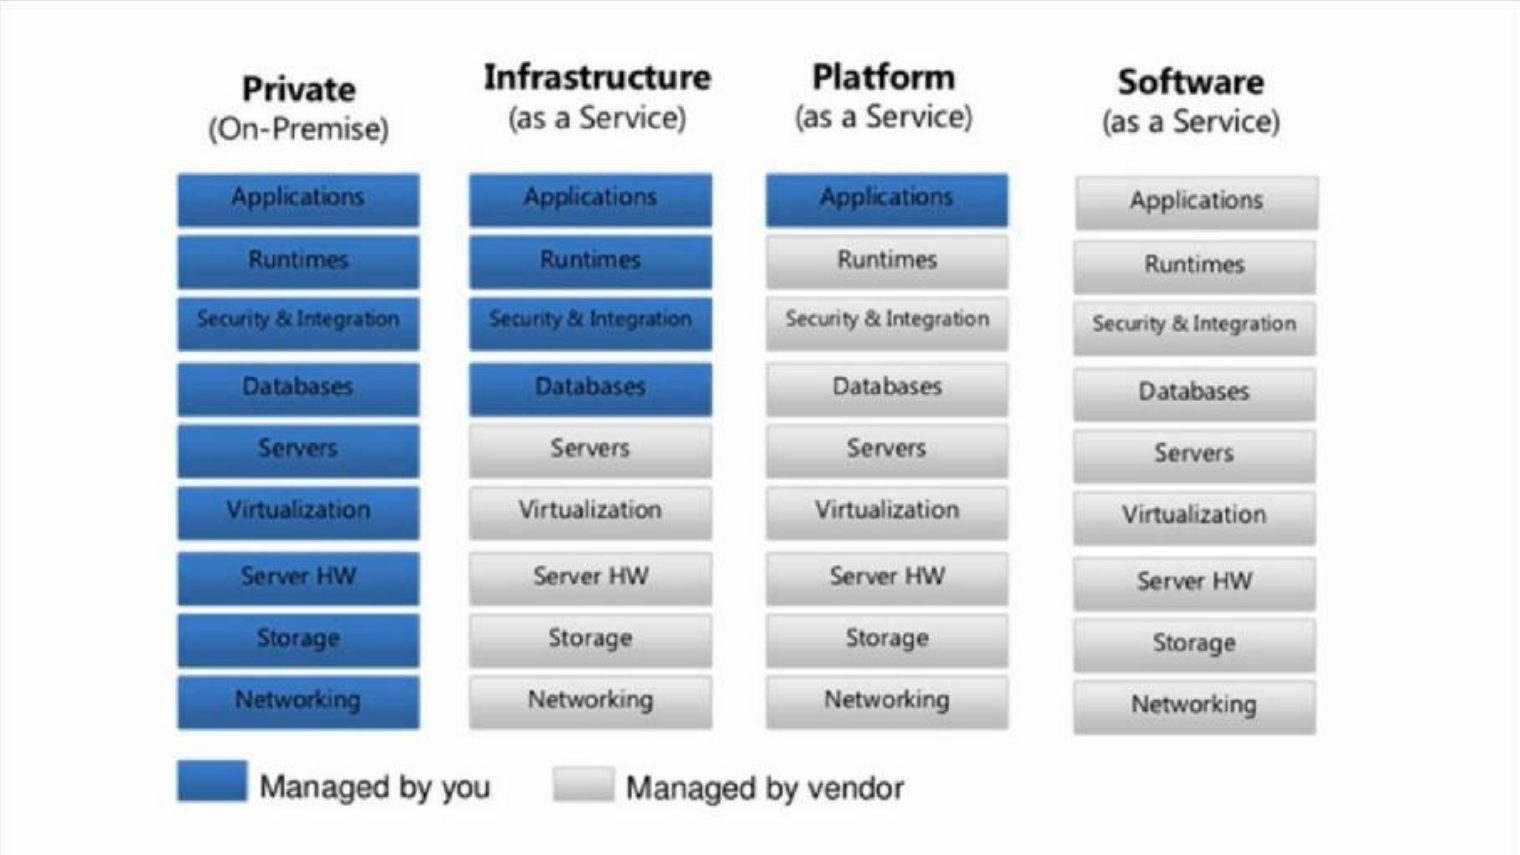 Private
(On-Premise)
Applications
Runtimes
Security & Integration
Databases
Servers
Virtualization
Server HW
Storage
Networking
Infrastructure
(as a Service)
Applications
Runtimes
Security & Integration
Databases
Servers
Virtualization
Server HW
Storage
Networking
Platform
(as a Service)
Applications
Runtimes
Security & Integration
Databases
Servers
Virtualization
Server HW
Storage
Networking
Software
(as a Service)
Applications
Runtimes
Security & Integration
Databases
Servers
Virtualization
Server HW
Storage
Networking
Managed by you
Managed by vendor